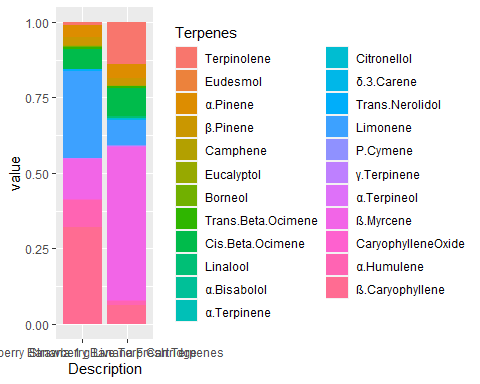 Terpenes
Terpinolene
Eudesmol
α.Pinene
β.Pinene
Camphene
Eucalyptol
Borneol
Trans.Beta.Ocimene
Cis.Beta.Ocimene
Linalool
α.Bisabolol
α.Terpinene
Citronellol
δ.3.Carene
Trans.Nerolidol
Limonene
P.Cymene
γ.Terpinene
α.Terpineol
ß.Myrcene
CaryophylleneOxide
α.Humulene
ß.Caryophyllene
value
1.00
0.75
0.50
0.25
0.00
Description